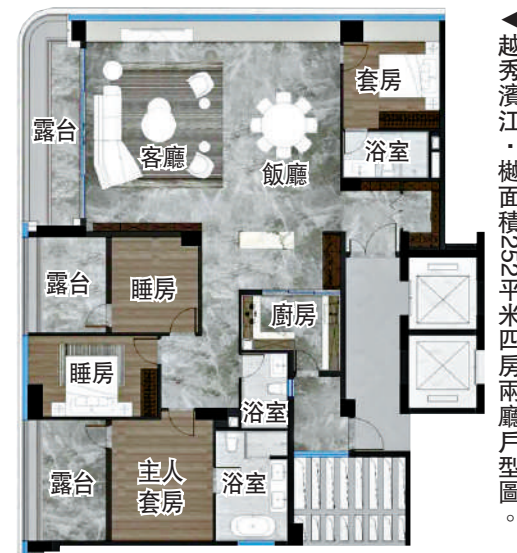 ◀越秀濱江·樾面積252平米四房兩廳戶型圖。
套房
露台
客廳
飯廳
浴室
露台
睡房
廚房
睡房
浴室
露台
主人
套房
浴室